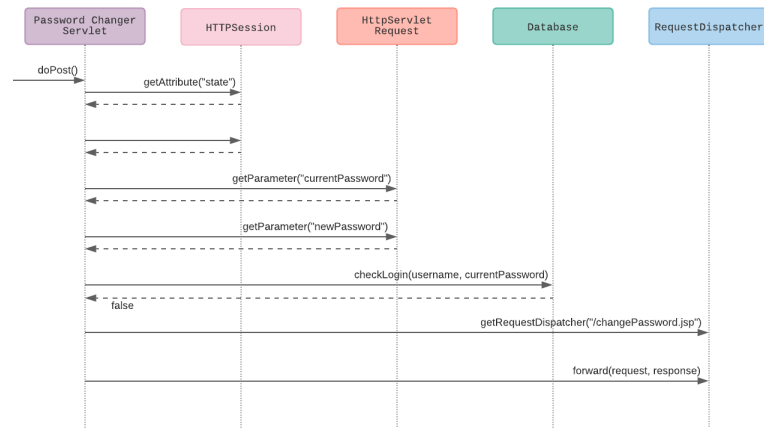 Password Changer
Servlet
HTTPSession
HttpServlet
Request
Database
RequestDispatcher
doPost()
getAttribute("state")
getParameter("currentPassword")
getParameter("newPassword")
checkLogin(username, currentPassword)
false
getRequestDispatcher("/changePassword.jsp")
forward(request, response)